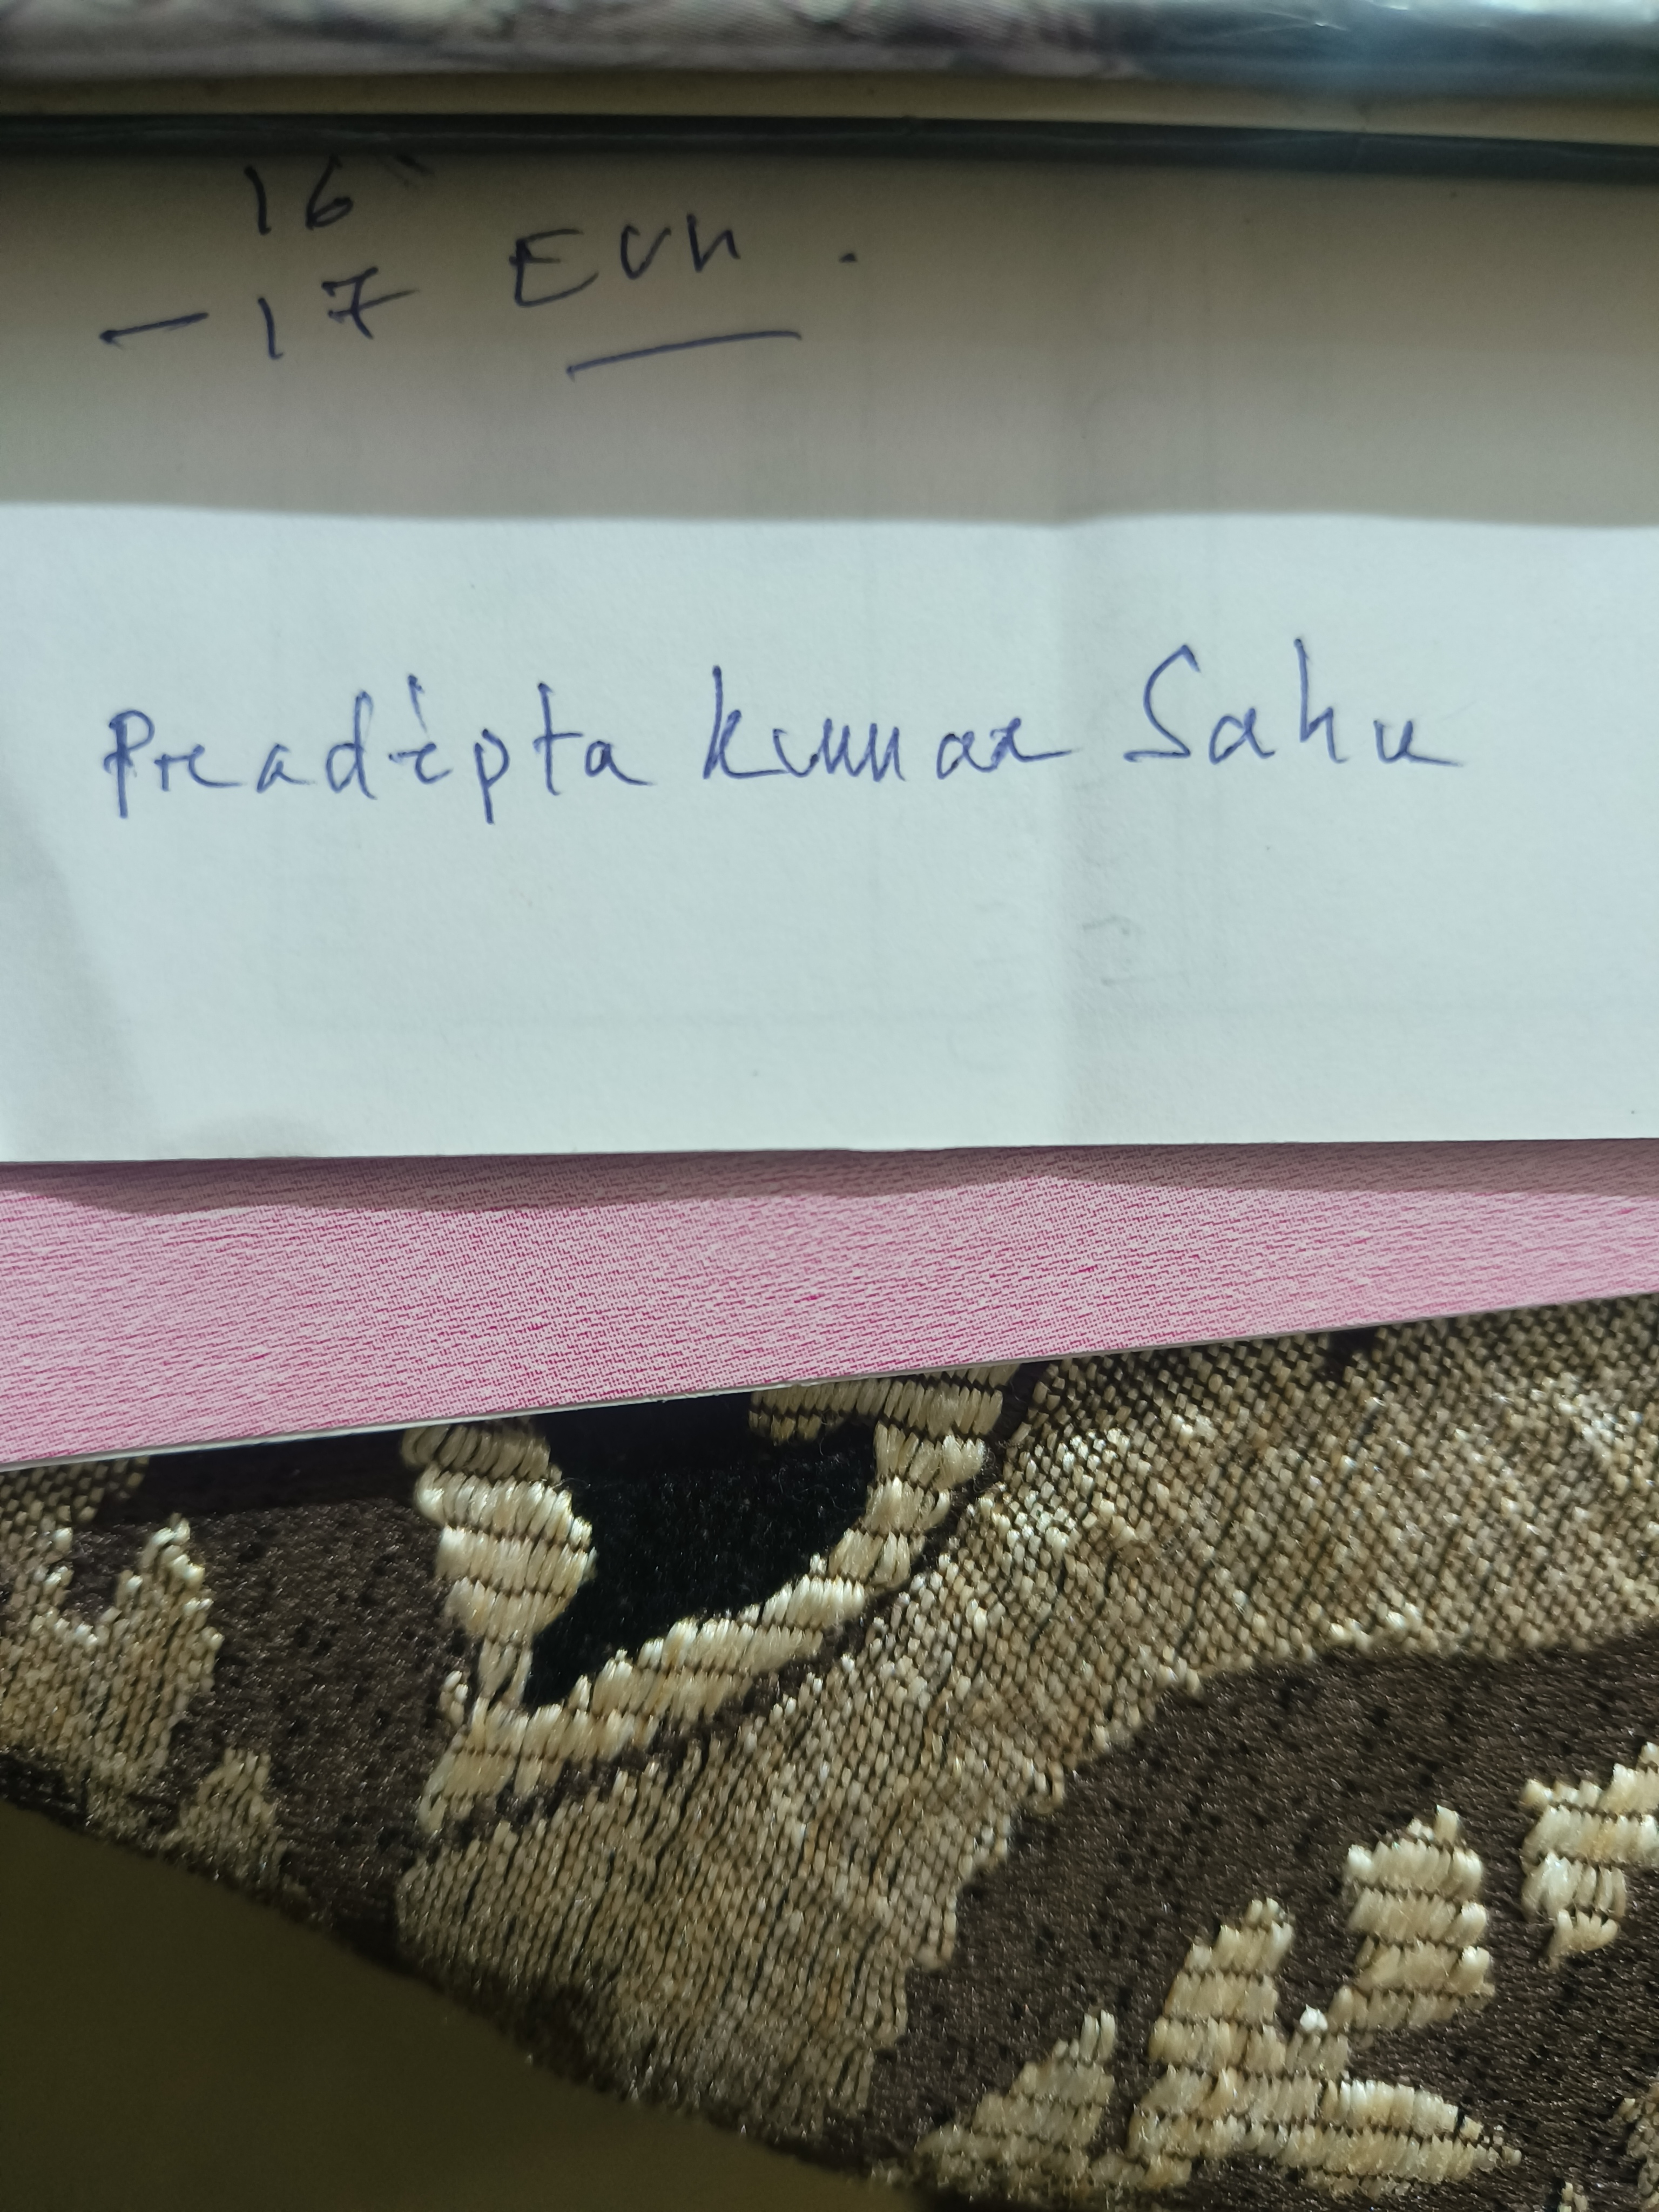 16
- 17 Evn.
Pradipta Kumar Sahu